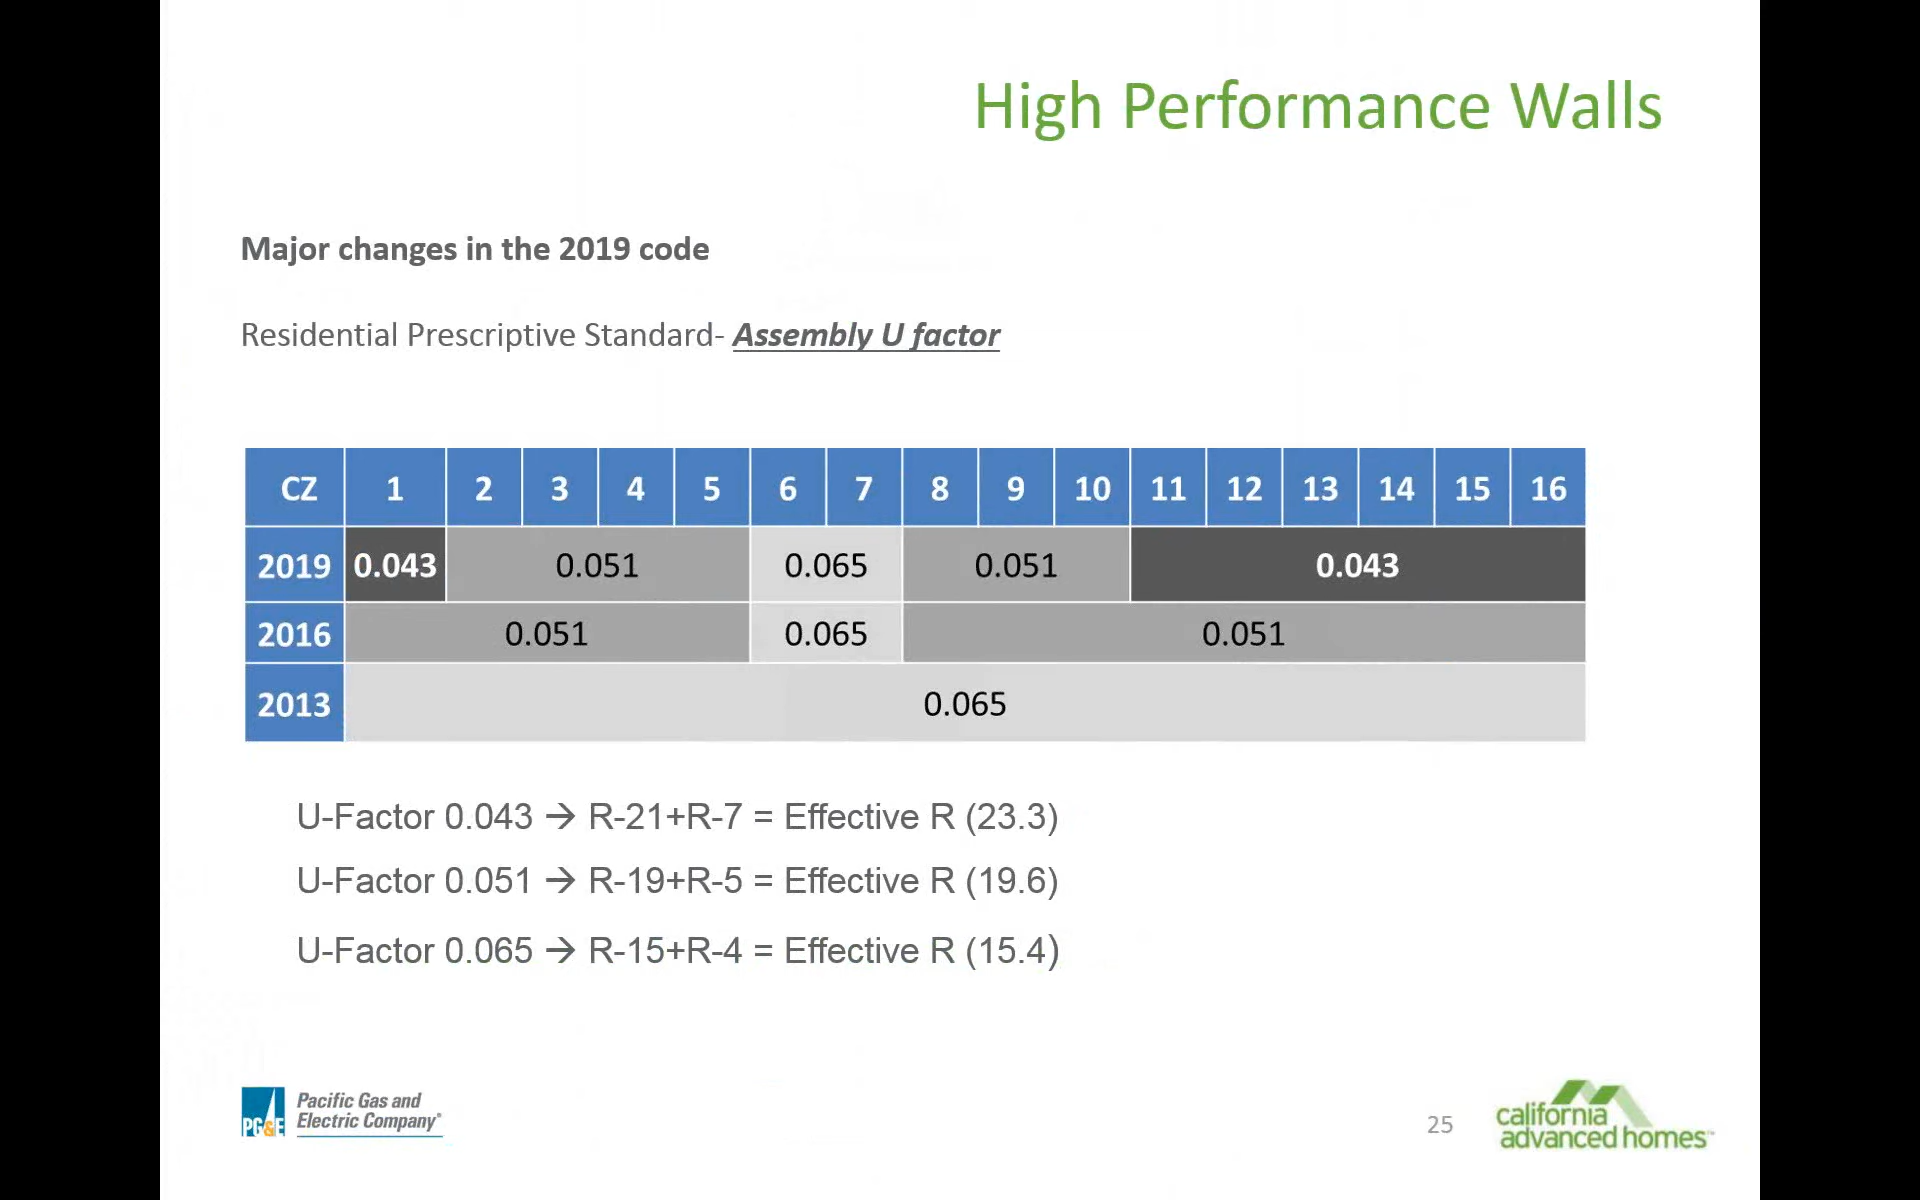 High Performance Walls
Major changes in the 2019 code
Residential Prescriptive Standard- Assembly U factor
CZ 1 2 3 4 5 6 7 8 9 10 11 12 13 14 15 16
2019 0.043 0.051 0.065 0.051 0.043
2016 0.051 0.065 0.051
2013 0.065
U-Factor 0.043 → R-21+R-7 = Effective R (23.3)
U-Factor 0.051 → R-19+R-5 = Effective R (19.6)
U-Factor 0.065 → R-15+R-4 = Effective R (15.4)
PG&E
Pacific Gas and
Electric Company®
25
california
advanced homes™